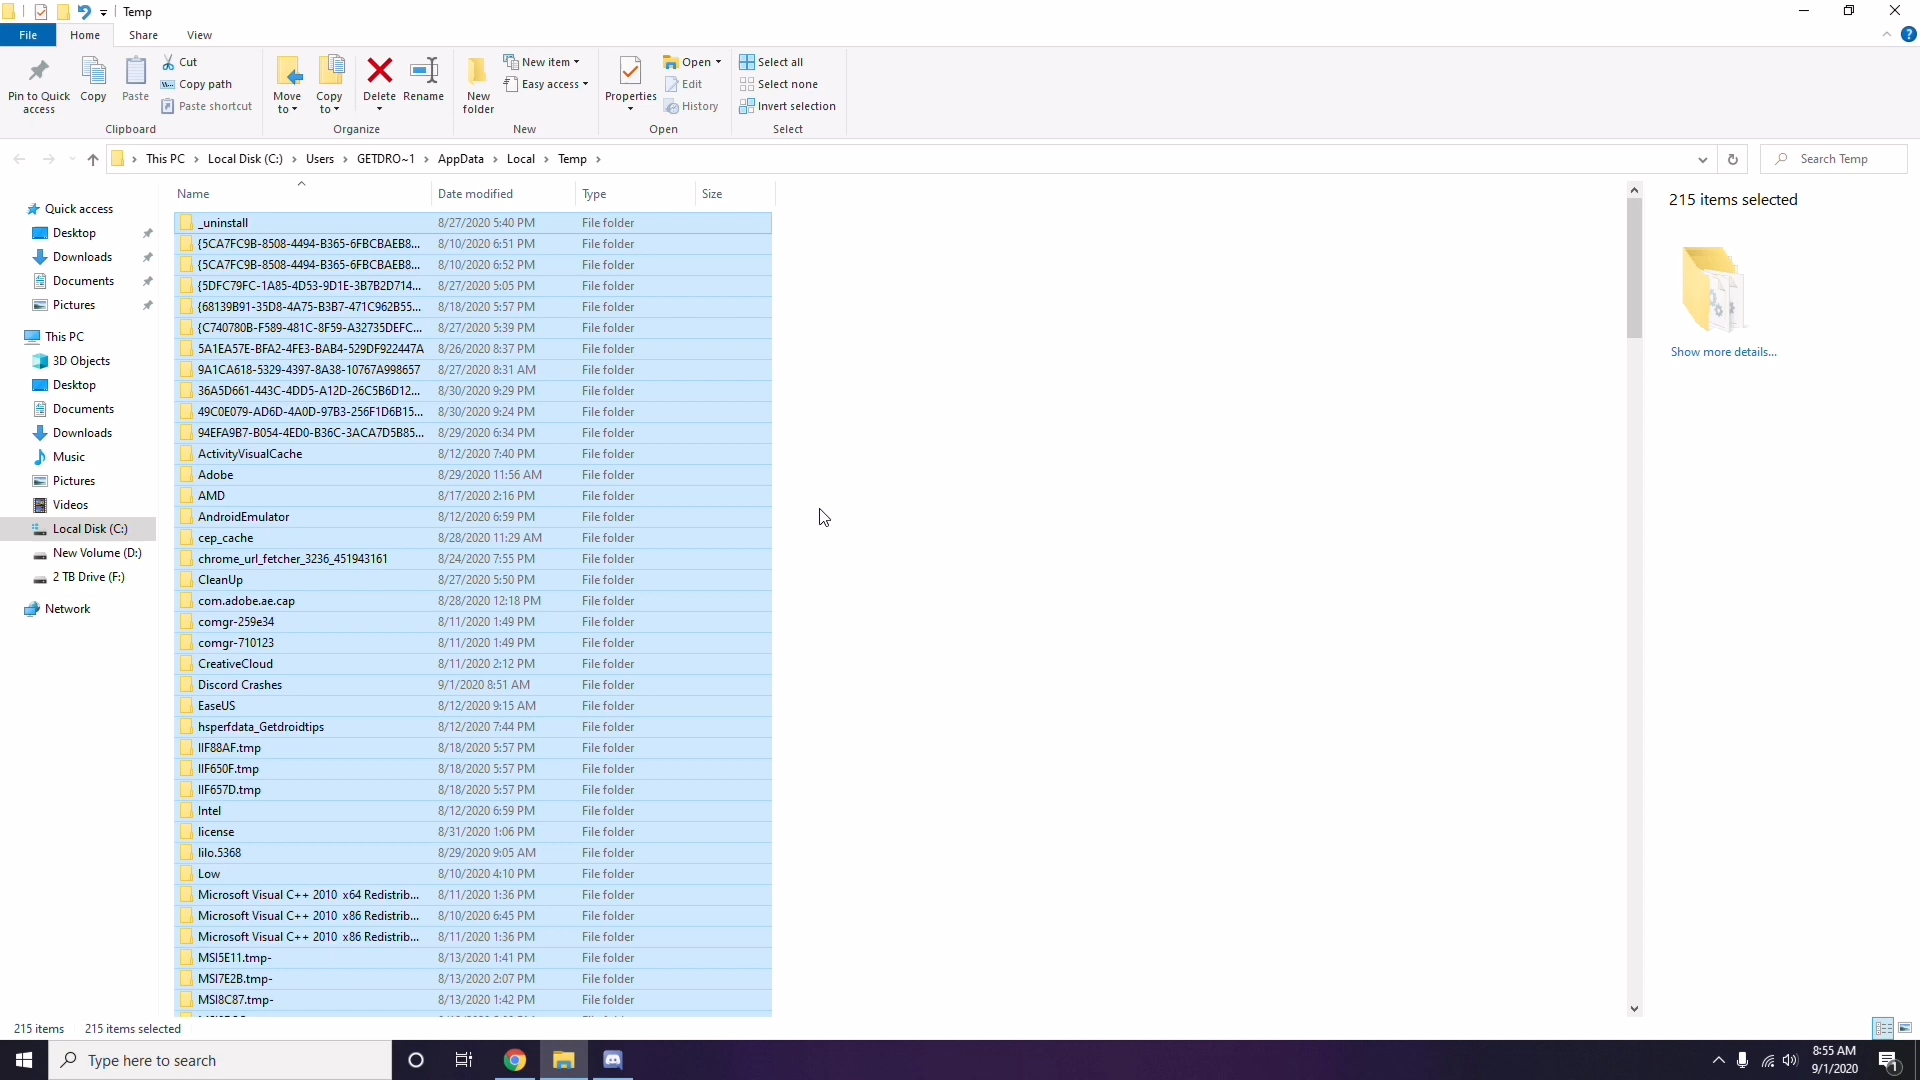 Temp
File
Home
Share
View
Pin to Quick access
Copy
Paste
Cut
Copy path
Paste shortcut
Clipboard
Move to
Copy to
Delete
Rename
Organize
New folder
New item
Easy access
New
Properties
Open
Edit
History
Open
Select all
Select none
Invert selection
Select
This PC > Local Disk (C:) > Users > GETDRO~1 > AppData > Local > Temp >
Search Temp
Quick access
Desktop
Downloads
Documents
Pictures
This PC
3D Objects
Desktop
Documents
Downloads
Music
Pictures
Videos
Local Disk (C:)
New Volume (D:)
2 TB Drive (F:)
Network
Name Date modified Type Size
_uninstall 8/27/2020 5:40 PM File folder
{5CA7FC9B-8508-4494-B365-6FBCBAEB8... 8/10/2020 6:51 PM File folder
{5CA7FC9B-8508-4494-B365-6FBCBAEB8... 8/10/2020 6:52 PM File folder
{5DFC79FC-1A85-4D53-9D1E-3B7B2D714... 8/27/2020 5:05 PM File folder
{68139B91-35D8-4A75-B3B7-471C962B55... 8/18/2020 5:57 PM File folder
{C740780B-F589-481C-8F59-A32735DEFC... 8/27/2020 5:39 PM File folder
5A1EA57E-BFA2-4FE3-BAB4-529DF922447A 8/26/2020 8:37 PM File folder
9A1CA618-5329-4397-8A38-10767A998657 8/27/2020 8:31 AM File folder
36A5D661-443C-4DD5-A12D-26C5B6D12... 8/30/2020 9:29 PM File folder
49C0E079-AD6D-4A0D-97B3-256F1D6B15... 8/30/2020 9:24 PM File folder
94EFA9B7-B054-4ED0-B36C-3ACA7D5B85... 8/29/2020 6:34 PM File folder
ActivityVisualCache 8/12/2020 7:40 PM File folder
Adobe 8/29/2020 11:56 AM File folder
AMD 8/17/2020 2:16 PM File folder
AndroidEmulator 8/12/2020 6:59 PM File folder
cep_cache 8/28/2020 11:29 AM File folder
chrome_url_fetcher_3236_451943161 8/24/2020 7:55 PM File folder
CleanUp 8/27/2020 5:50 PM File folder
com.adobe.ae.cap 8/28/2020 12:18 PM File folder
comgr-259e34 8/11/2020 1:49 PM File folder
comgr-710123 8/11/2020 1:49 PM File folder
CreativeCloud 8/11/2020 2:12 PM File folder
Discord Crashes 9/1/2020 8:51 AM File folder
EaseUS 8/12/2020 9:15 AM File folder
hsperfdata_Getdroidtips 8/12/2020 7:44 PM File folder
IIF88AF.tmp 8/18/2020 5:57 PM File folder
IIF650F.tmp 8/18/2020 5:57 PM File folder
IIF657D.tmp 8/18/2020 5:57 PM File folder
Intel 8/12/2020 6:59 PM File folder
license 8/31/2020 1:06 PM File folder
lilo.5368 8/29/2020 9:05 AM File folder
Low 8/10/2020 4:10 PM File folder
Microsoft Visual C++ 2010 x64 Redistrib... 8/11/2020 1:36 PM File folder
Microsoft Visual C++ 2010 x86 Redistrib... 8/10/2020 6:45 PM File folder
Microsoft Visual C++ 2010 x86 Redistrib... 8/11/2020 1:36 PM File folder
MSI5E11.tmp- 8/13/2020 1:41 PM File folder
MSI7E2B.tmp- 8/13/2020 2:07 PM File folder
MSI8C87.tmp- 8/13/2020 1:42 PM File folder
215 items selected
Show more details...
215 items 215 items selected
Type here to search
8:55 AM
9/1/2020
1